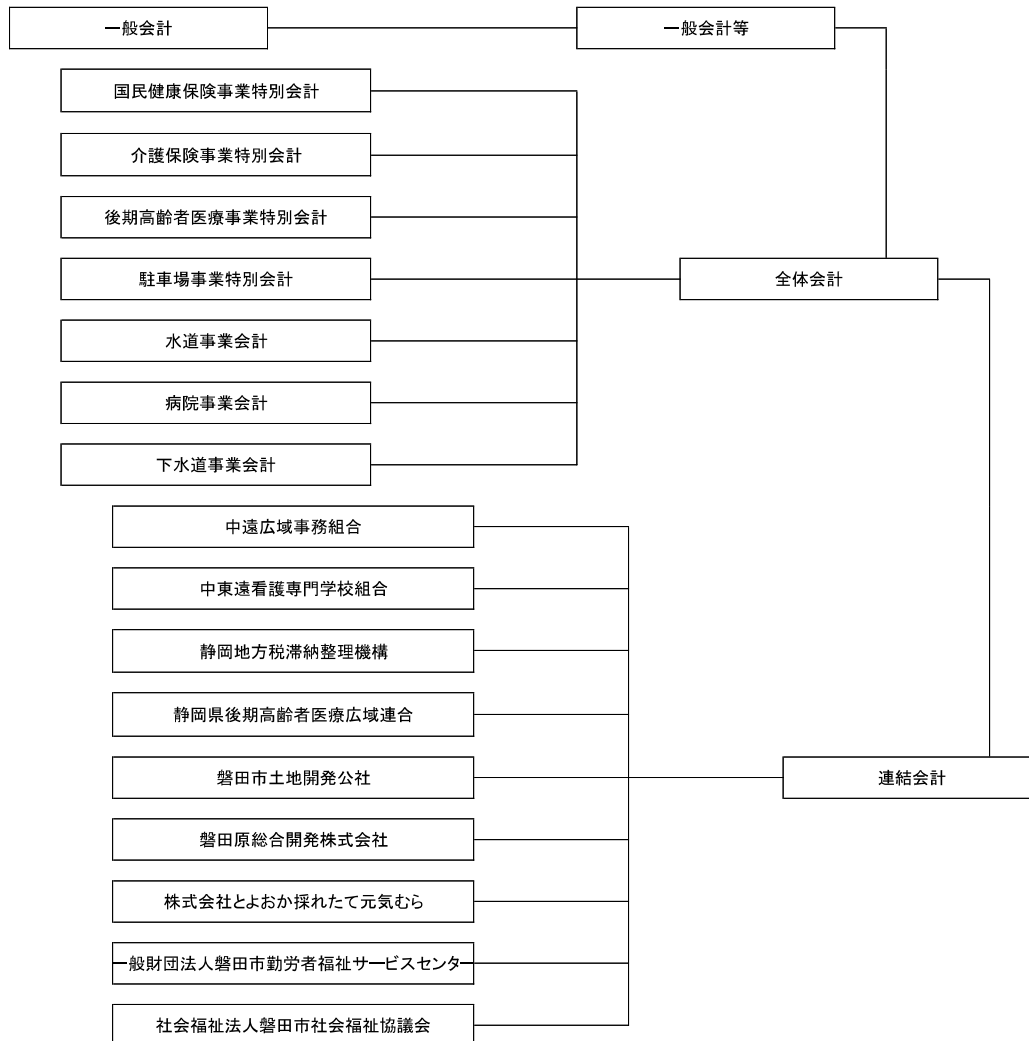 一般会計
一般会計等
国民健康保険事業特別会計
介護保険事業特別会計
後期高齢者医療事業特別会計
駐車場事業特別会計
全体会計
水道事業会計
病院事業会計
下水道事業会計
中遠広域事務組合
中東遠看護専門学校組合
静岡地方税滞納整理機構
静岡県後期高齢者医療広域連合
磐田市土地開発公社
連結会計
磐田原総合開発株式会社
株式会社とよおか採れたて元気むら
一般財団法人磐田市勤労者福祉サービスセンター
社会福祉法人磐田市社会福祉協議会